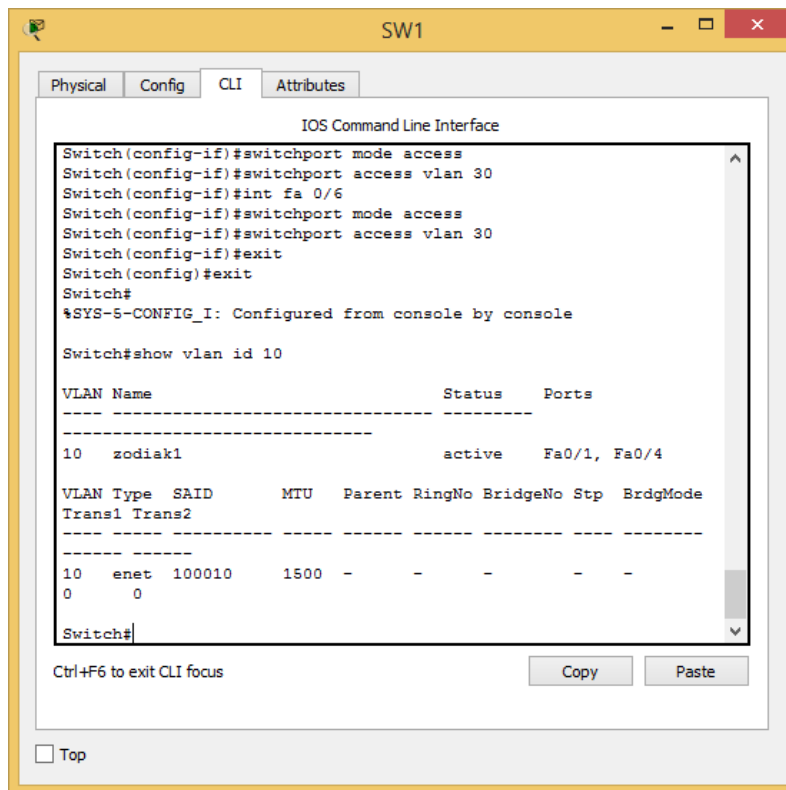 SW1
Physical Config CLI Attributes
IOS Command Line Interface
Switch(config-if)#switchport mode access
Switch(config-if)#switchport access vlan 30
Switch(config-if)#int fa 0/6
Switch(config-if)#switchport mode access
Switch(config-if)#switchport access vlan 30
Switch(config-if)#exit
Switch(config)#exit
Switch#
%SYS-5-CONFIG_I: Configured from console by console
Switch#show vlan id 10
VLAN Name Status Ports
---- -------------------------------- ---------
-------------------------------
10 zodiak1 active Fa0/1, Fa0/4
VLAN Type SAID MTU Parent RingNo BridgeNo Stp BrdgMode
Trans1 Trans2
---- ----- ---------- ----- ------ ------ -------- ---- --------
------ ------
10 enet 100010 1500 - - - - -
0 0
Switch#
Ctrl+F6 to exit CLI focus
Copy Paste
Top